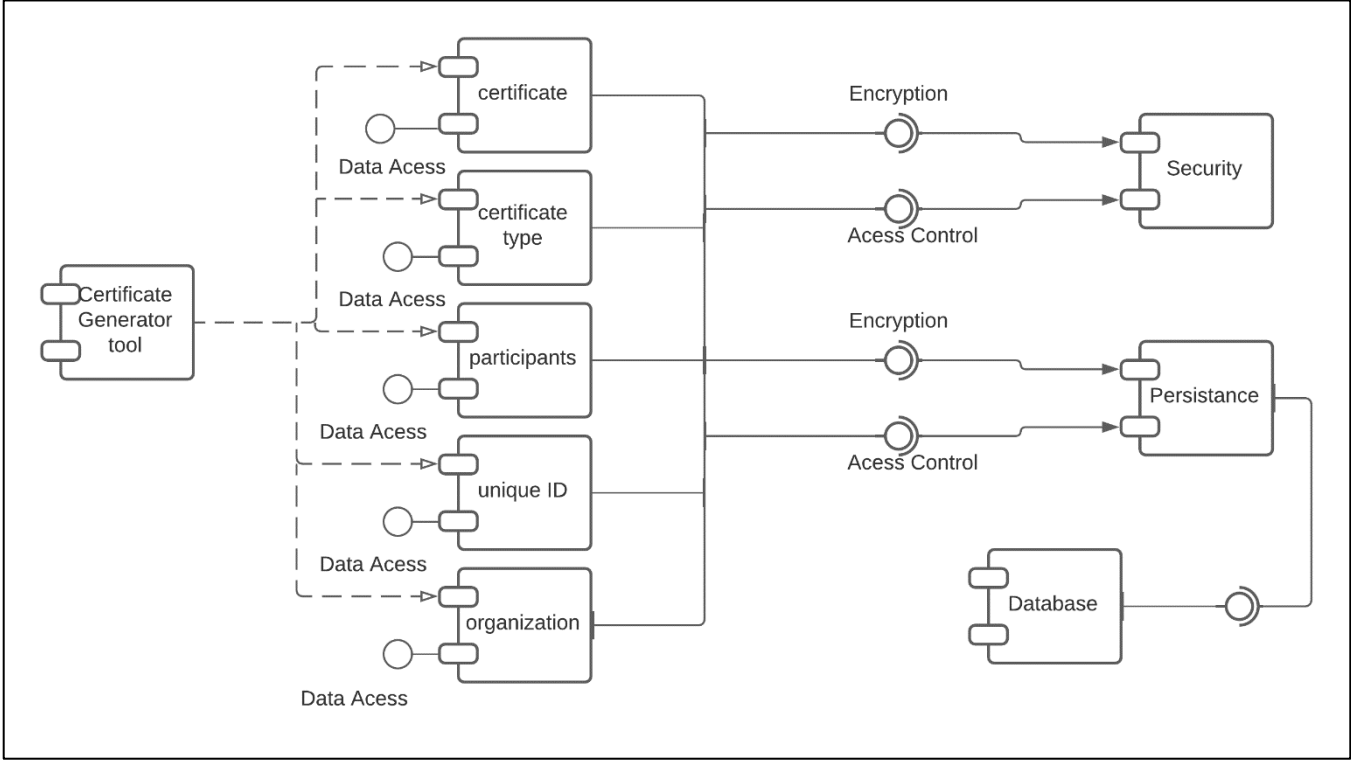 certificate
Data Acess
certificate
type
Data Acess
Certificate
Generator
tool
participants
Data Acess
unique ID
Data Acess
organization
Data Acess
Encryption
Security
Acess Control
Encryption
Persistance
Acess Control
Database